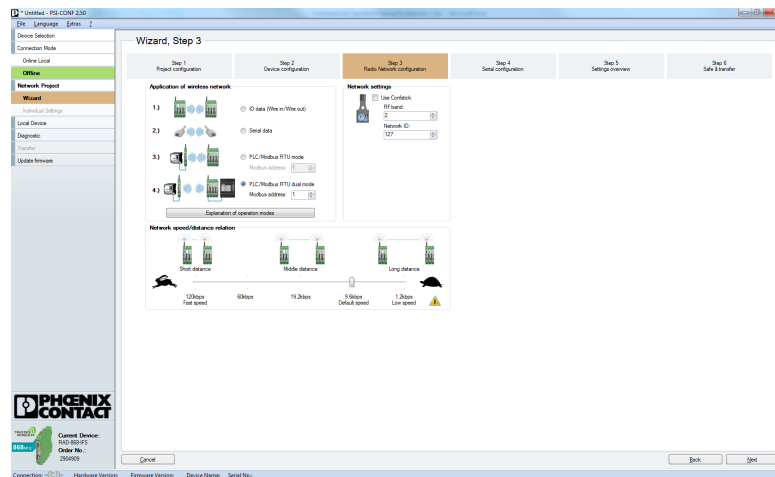 * Untitled - PSI-CONF 2.50
File Language Extras ?
Device Selection
Connection Mode
Online Local
Offline
Network Project
Wizard
Individual Settings
Local Device
Diagnostic
Transfer
Update firmware
Wizard, Step 3
Step 1
Project configuration
Step 2
Device configuration
Step 3
Radio Network configuration
Step 4
Serial configuration
Step 5
Settings overview
Step 6
Safe & transfer
Application of wireless network
1.) IO data (Wire in/Wire out)
2.) Serial data
3.) PLC/Modbus RTU mode
Modbus address: 1
4.) PLC/Modbus RTU dual mode
Modbus address: 1
Explanation of operation modes
Network settings
Use Confstick
RF band:
2
Network ID:
127
Network speed/distance relation
Short distance Middle distance Long distance
120kbps 60kbps 19.2kbps 9.6kbps 1.2kbps
Fast speed Default speed Low speed
PHŒNIX
CONTACT
TRUSTED
WIRELESS
868MHz
Current Device:
RAD-868-IFS
Order No.:
2904909
Cancel Back Next
Connection: Hardware Version: Firmware Version: Device Name: Serial No.: